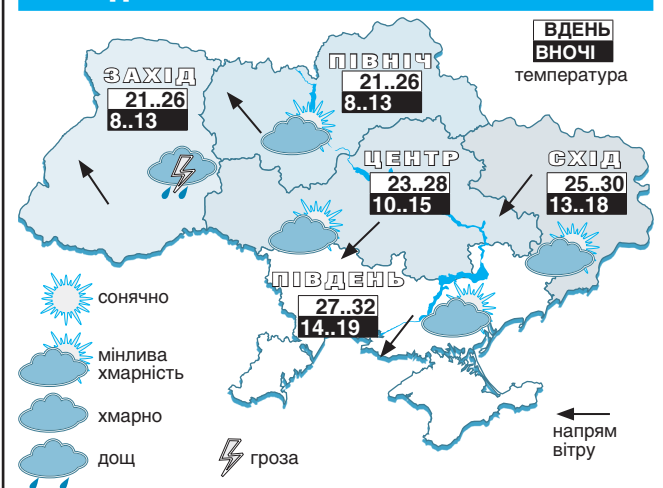 ВДЕНЬ
ВНОЧІ
температура
ПІВНІЧ
21..26
8..13
ЗАХІД
21..26
8..13
ЦЕНТР
23..28
10..15
СХІД
25..30
13..18
ПІВДЕНЬ
27..32
14..19
сонячно
мінлива
хмарність
хмарно
дощ
гроза
напрям
вітру